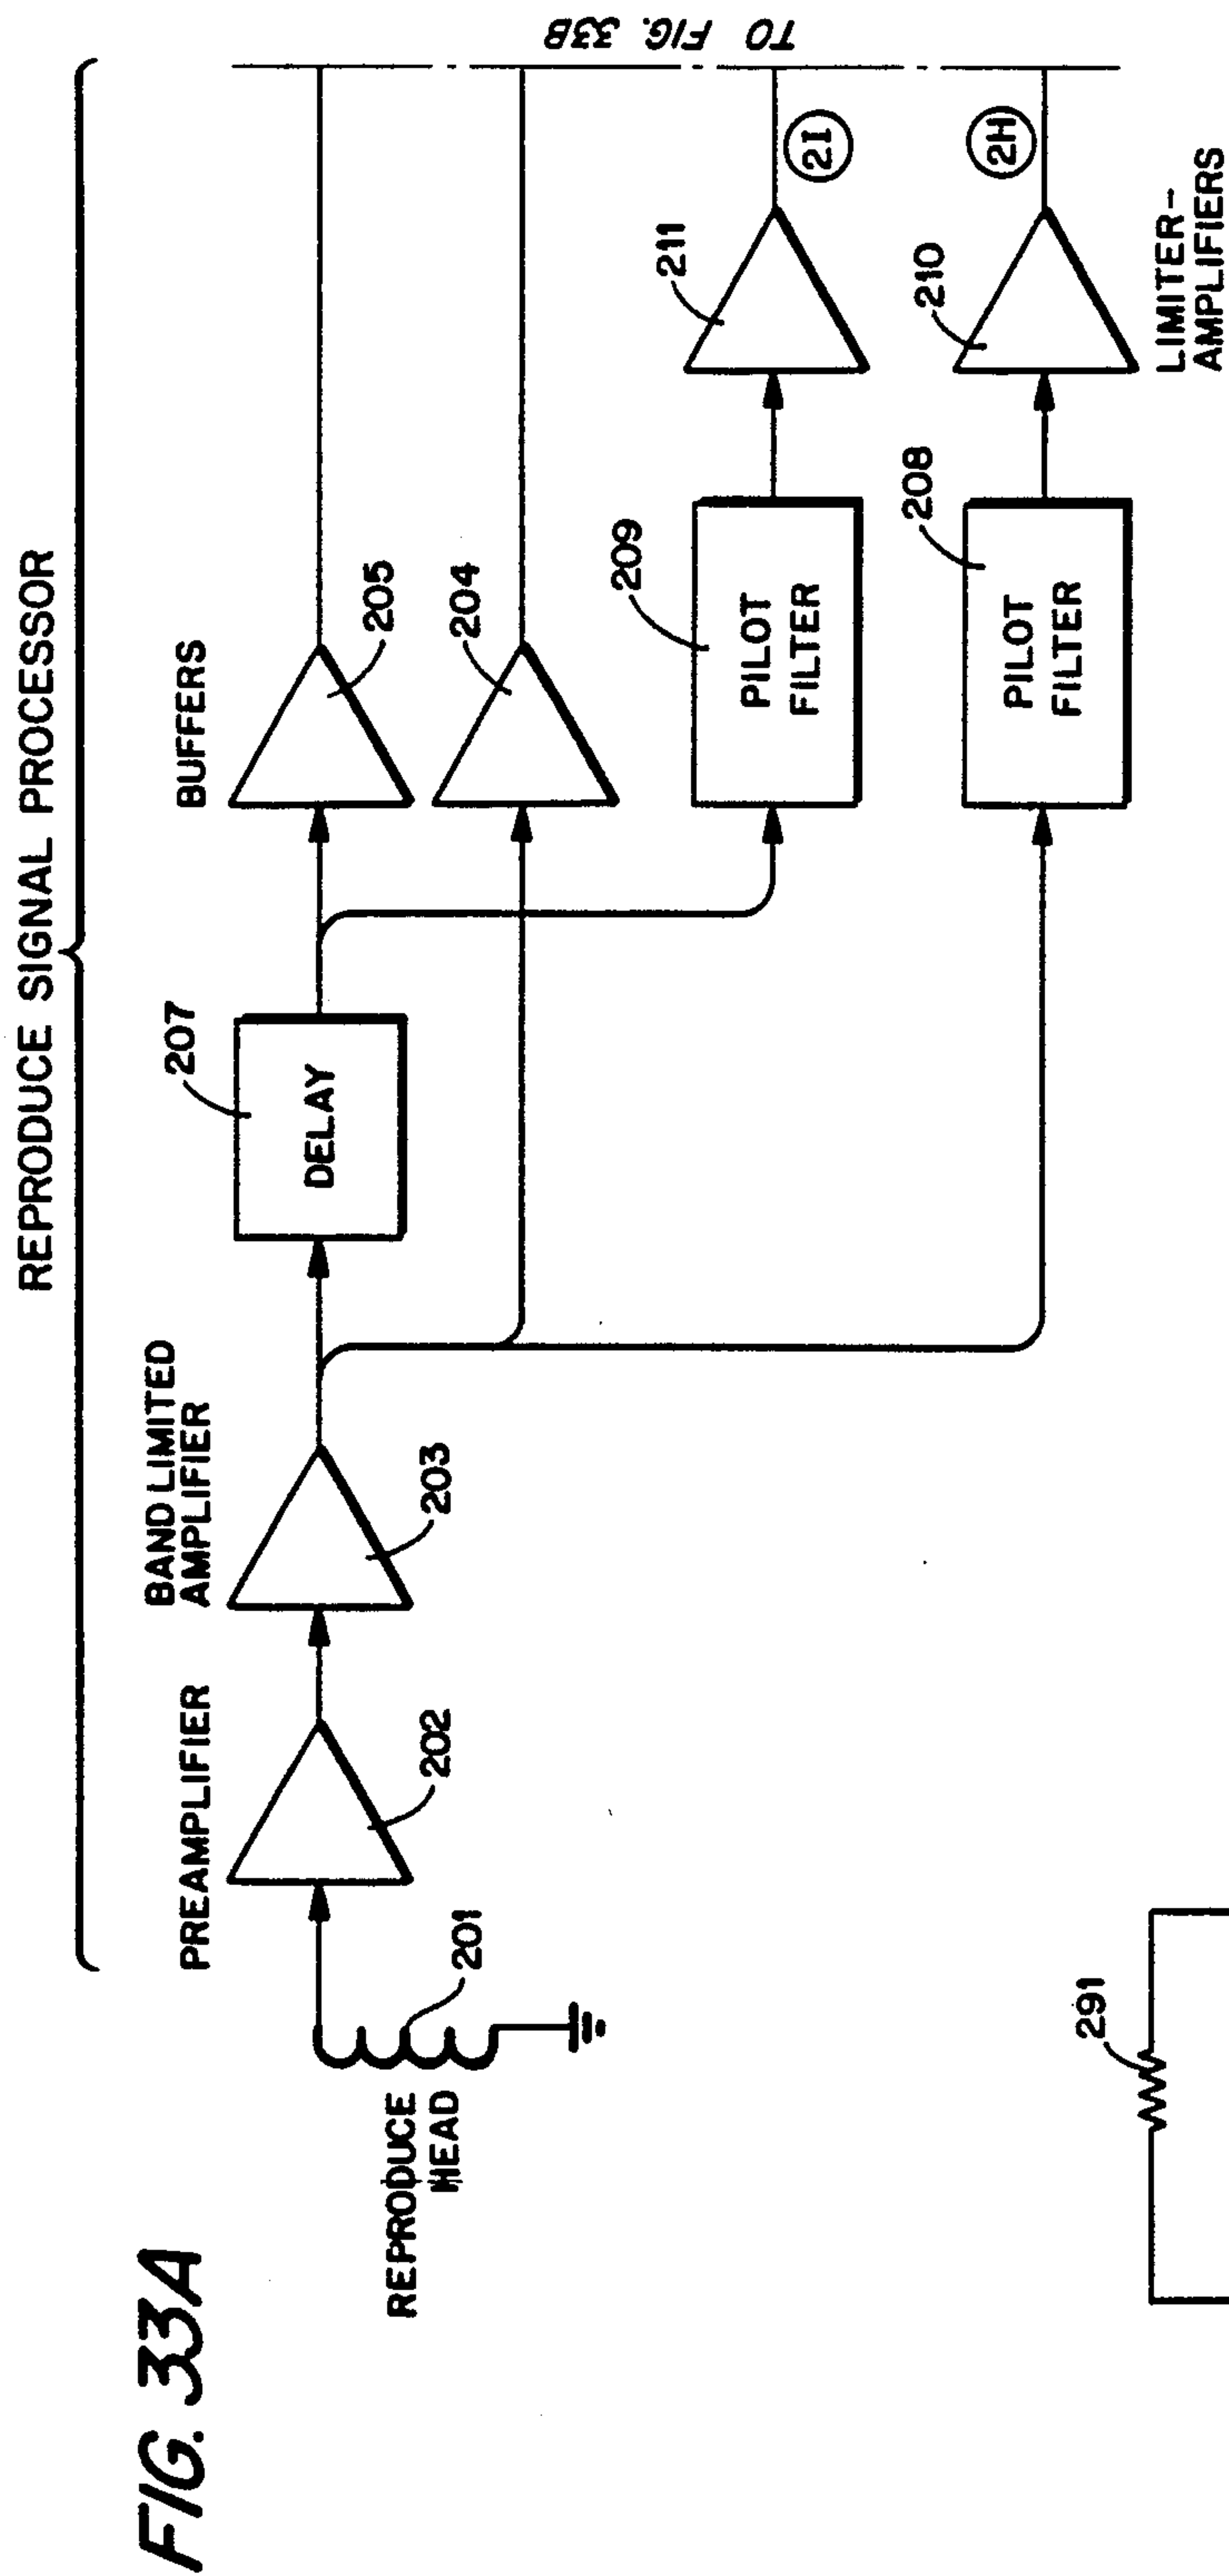 FIG. 33A
REPRODUCE SIGNAL PROCESSOR
REPRODUCE
HEAD
201
PREAMPLIFIER
202
BAND LIMITED
AMPLIFIER
203
DELAY
207
BUFFERS
205
204
PILOT
FILTER
209
PILOT
FILTER
208
211
210
LIMITER-
AMPLIFIERS
2I
2H
TO FIG. 33B
291